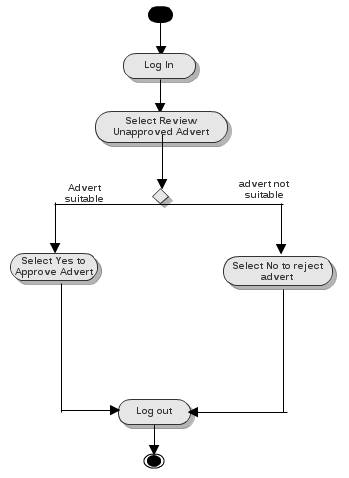 Log In
Select Review
Unapproved Advert
Advert
suitable
advert not
suitable
Select Yes to
Approve Advert
Select No to reject
advert
Log out